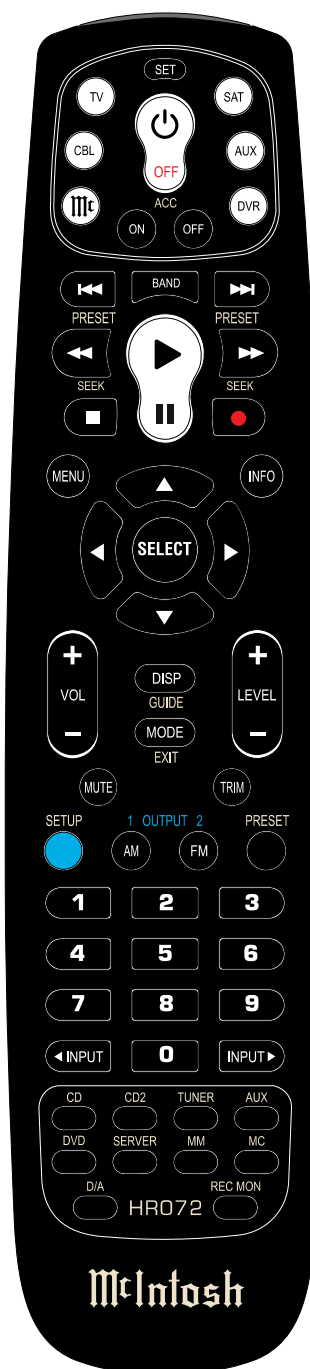 SET
TV
SAT
OFF
CBL
AUX
Mc
ACC
DVR
ON OFF
BAND
PRESET PRESET
SEEK SEEK
MENU INFO
SELECT
+ +
VOL LEVEL
− −
DISP
GUIDE
MODE
EXIT
MUTE TRIM
SETUP 1 OUTPUT 2 PRESET
AM FM
1 2 3
4 5 6
7 8 9
INPUT 0 INPUT
CD CD2 TUNER AUX
DVD SERVER MM MC
D/A REC MON
HR072
McIntosh